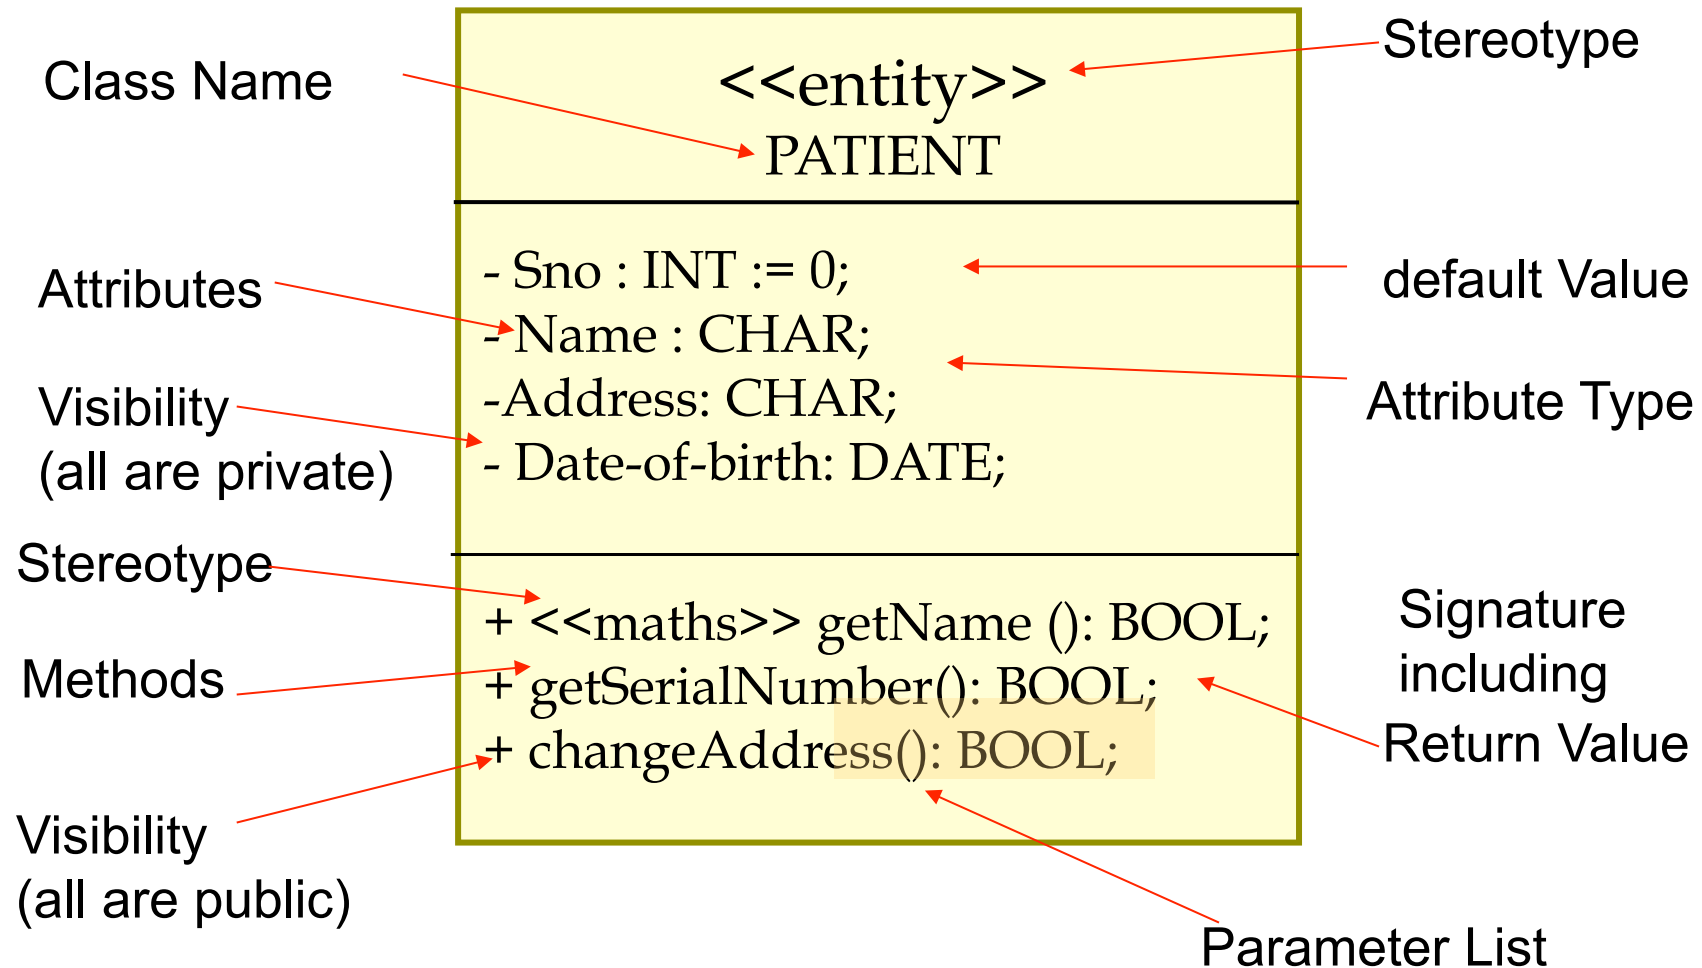 Class Name
<<entity>>
Stereotype
PATIENT
Attributes
- Sno : INT := 0;
default Value
- Name : CHAR;
Visibility
(all are private)
-Address: CHAR;
Attribute Type
- Date-of-birth: DATE;
Stereotype
+ <<maths>> getName (): BOOL;
Signature
including
Return Value
Methods
+ getSerialNumber(): BOOL;
+ changeAddress(): BOOL;
Visibility
(all are public)
Parameter List